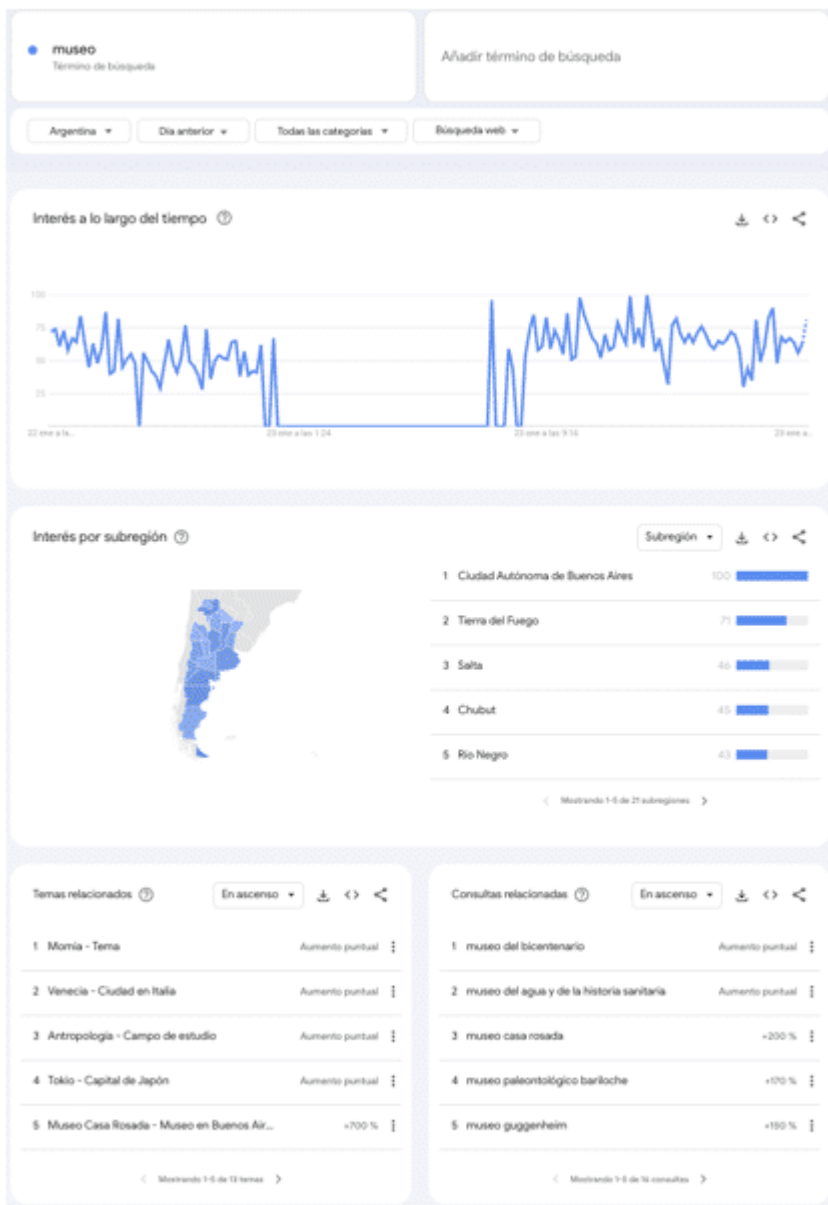 museo
Término de búsqueda
Añadir término de búsqueda
Argentina
Día anterior
Todas las categorías
Búsqueda web
Interés a lo largo del tiempo
100
75
50
25
22 ene a la...
23 ene a las 1:24
23 ene a las 9:16
23 ene a...
Interés por subregión
Subregión
1 Ciudad Autónoma de Buenos Aires 100
2 Tierra del Fuego 71
3 Salta 46
4 Chubut 45
5 Río Negro 43
Mostrando 1-5 de 21 subregiones
Temas relacionados
En ascenso
1 Momia - Tema Aumento puntual
2 Venecia - Ciudad en Italia Aumento puntual
3 Antropología - Campo de estudio Aumento puntual
4 Tokio - Capital de Japón Aumento puntual
5 Museo Casa Rosada - Museo en Buenos Air... +700 %
Mostrando 1-5 de 13 temas
Consultas relacionadas
En ascenso
1 museo del bicentenario Aumento puntual
2 museo del agua y de la historia sanitaria Aumento puntual
3 museo casa rosada +200 %
4 museo paleontológico bariloche +170 %
5 museo guggenheim +150 %
Mostrando 1-5 de 14 consultas